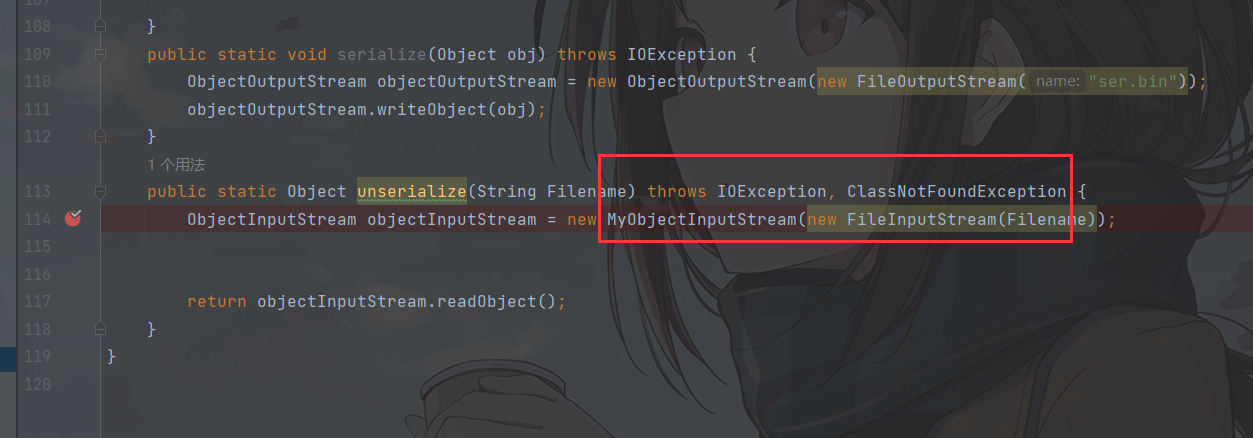 107
108 }
109 public static void serialize(Object obj) throws IOException {
110 ObjectOutputStream objectOutputStream = new ObjectOutputStream(new FileOutputStream( name: "ser.bin"));
111 objectOutputStream.writeObject(obj);
112 }
1 个用法
113 public static Object unserialize(String Filename) throws IOException, ClassNotFoundException {
114 ObjectInputStream objectInputStream = new MyObjectInputStream(new FileInputStream(Filename));
115
116
117 return objectInputStream.readObject();
118 }
119 }
120